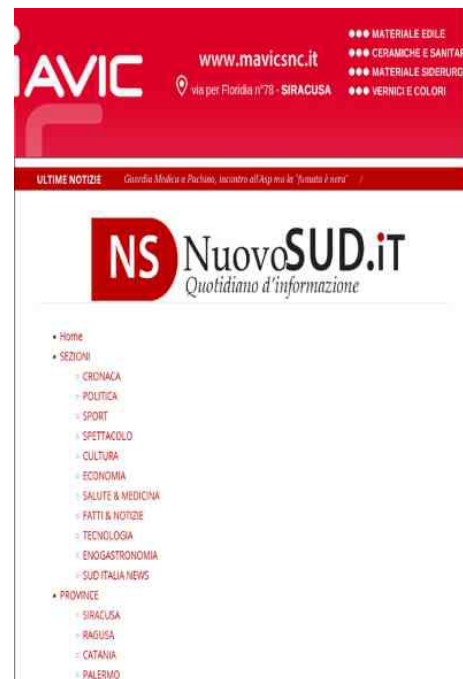 AVIC
www.mavicsnc.it
via per Floridia n°78 - SIRACUSA
●●● MATERIALE EDILE
●●● CERAMICHE E SANITAR
●●● MATERIALE SIDERURG
●●● VERNICI E COLORI
ULTIME NOTIZIE Guardia Medica a Pachino, incontro all'Asp ma la "fumata è nera" /
NS NuovoSUD.iT
Quotidiano d'informazione
• Home
• SEZIONI
○ CRONACA
○ POLITICA
○ SPORT
○ SPETTACOLO
○ CULTURA
○ ECONOMIA
○ SALUTE & MEDICINA
○ FATTI & NOTIZIE
○ TECNOLOGIA
○ ENOGASTRONOMIA
○ SUD ITALIA NEWS
• PROVINCE
○ SIRACUSA
○ RAGUSA
○ CATANIA
○ PALERMO